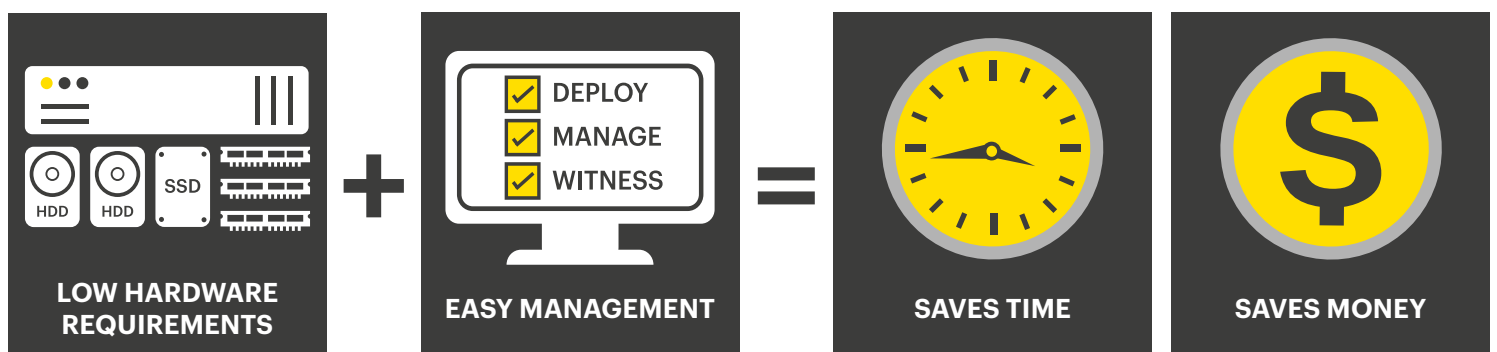 HDD
HDD
SSD
LOW HARDWARE
REQUIREMENTS
+
DEPLOY
MANAGE
WITNESS
EASY MANAGEMENT
=
SAVES TIME
$
SAVES MONEY